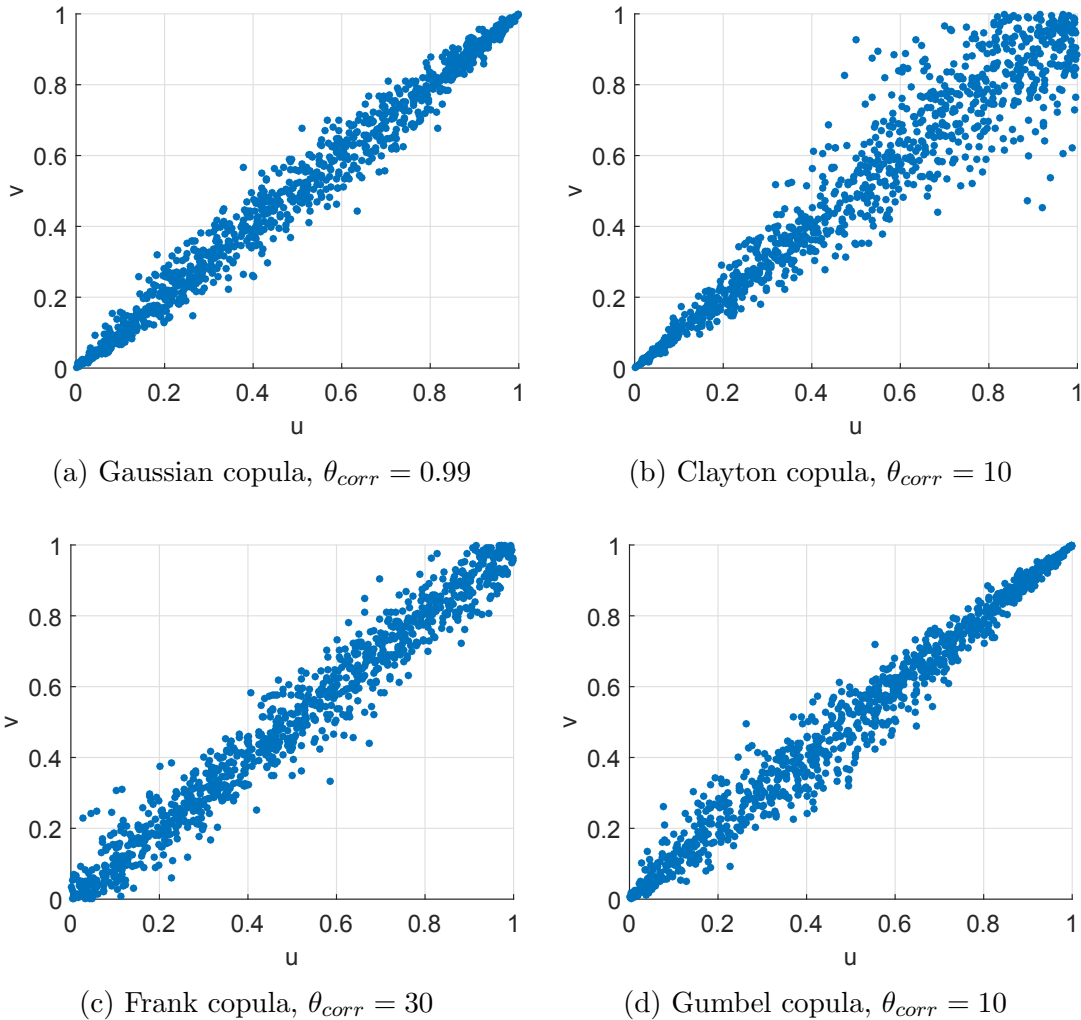 1
0.8
0.6
v
0.4
0.2
0
0 0.2 0.4 0.6 0.8 1
u
(a) Gaussian copula, θcorr = 0.99
1
0.8
0.6
v
0.4
0.2
0
0 0.2 0.4 0.6 0.8 1
u
(b) Clayton copula, θcorr = 10
1
0.8
0.6
v
0.4
0.2
0
0 0.2 0.4 0.6 0.8 1
u
(c) Frank copula, θcorr = 30
1
0.8
0.6
v
0.4
0.2
0
0 0.2 0.4 0.6 0.8 1
u
(d) Gumbel copula, θcorr = 10